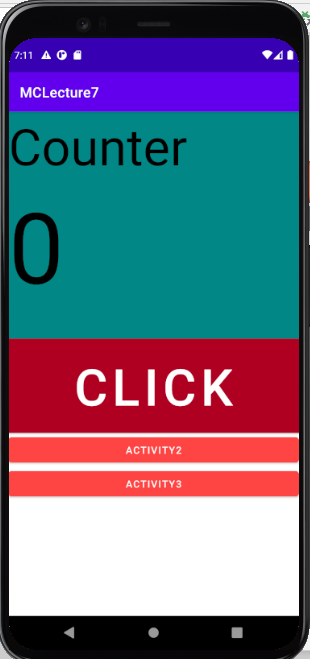 7:11
MCLecture7
Counter
0
CLICK
ACTIVITY2
ACTIVITY3